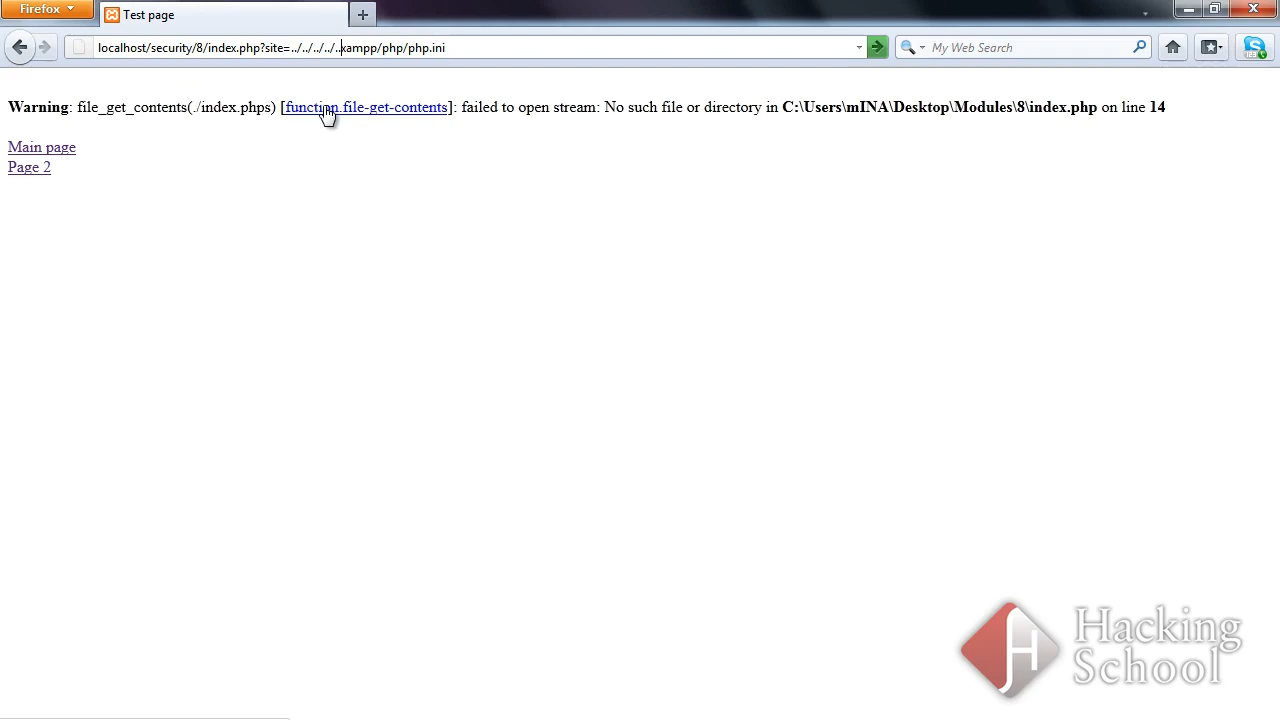 Firefox
Test page
localhost/security/8/index.php?site=../../../../..xampp/php/php.ini
My Web Search
Warning: file_get_contents(./index.phps) [function.file-get-contents]: failed to open stream: No such file or directory in C:\Users\mINA\Desktop\Modules\8\index.php on line 14
Main page
Page 2
Hacking
School